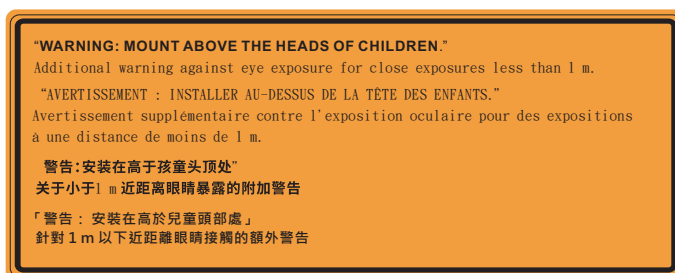 “WARNING: MOUNT ABOVE THE HEADS OF CHILDREN.”
Additional warning against eye exposure for close exposures less than 1 m.
“AVERTISSEMENT : INSTALLER AU-DESSUS DE LA TÊTE DES ENFANTS.”
Avertissement supplémentaire contre l'exposition oculaire pour des expositions
à une distance de moins de 1 m.
警告：安装在高于孩童头顶处”
关于小于1 m 近距离眼睛暴露的附加警告
「警告 ： 安裝在高於兒童頭部處」
針對 1 m 以下近距離眼睛接觸的額外警告